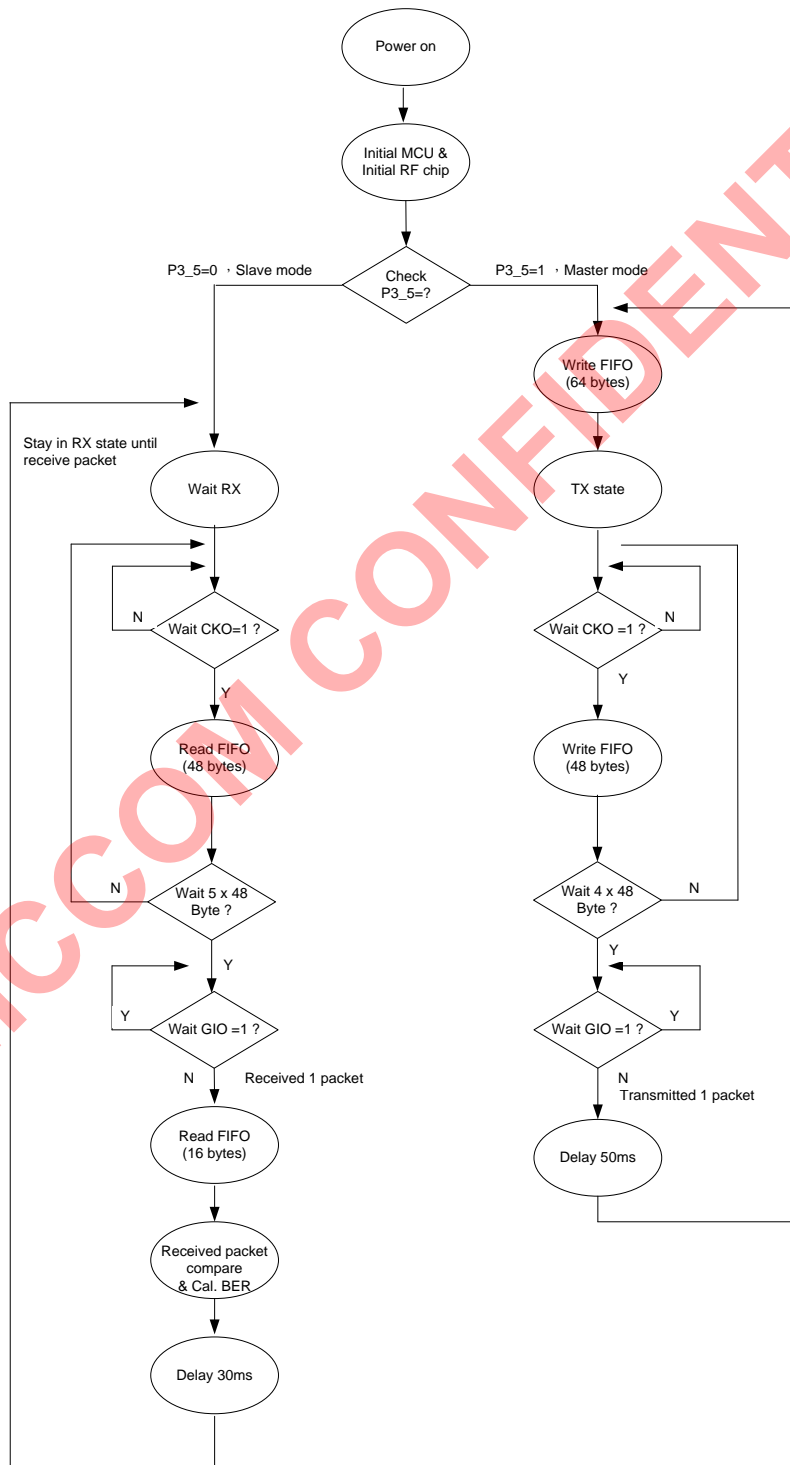 Power on
Initial MCU &
Initial RF chip
P3_5=0 ，Slave mode
Check
P3_5=?
P3_5=1 ，Master mode
Write FIFO
(64 bytes)
Stay in RX state until
receive packet
Wait RX
TX state
N
Wait CKO=1 ?
Wait CKO =1 ?
N
Y
Y
Read FIFO
(48 bytes)
Write FIFO
(48 bytes)
N
Wait 5 x 48
Byte ?
Wait 4 x 48
Byte ?
N
Y
Y
Y
Wait GIO =1 ?
Wait GIO =1 ?
Y
N
Received 1 packet
N
Transmitted 1 packet
Read FIFO
(16 bytes)
Delay 50ms
Received packet
compare
& Cal. BER
Delay 30ms
CCOM CONFIDENT